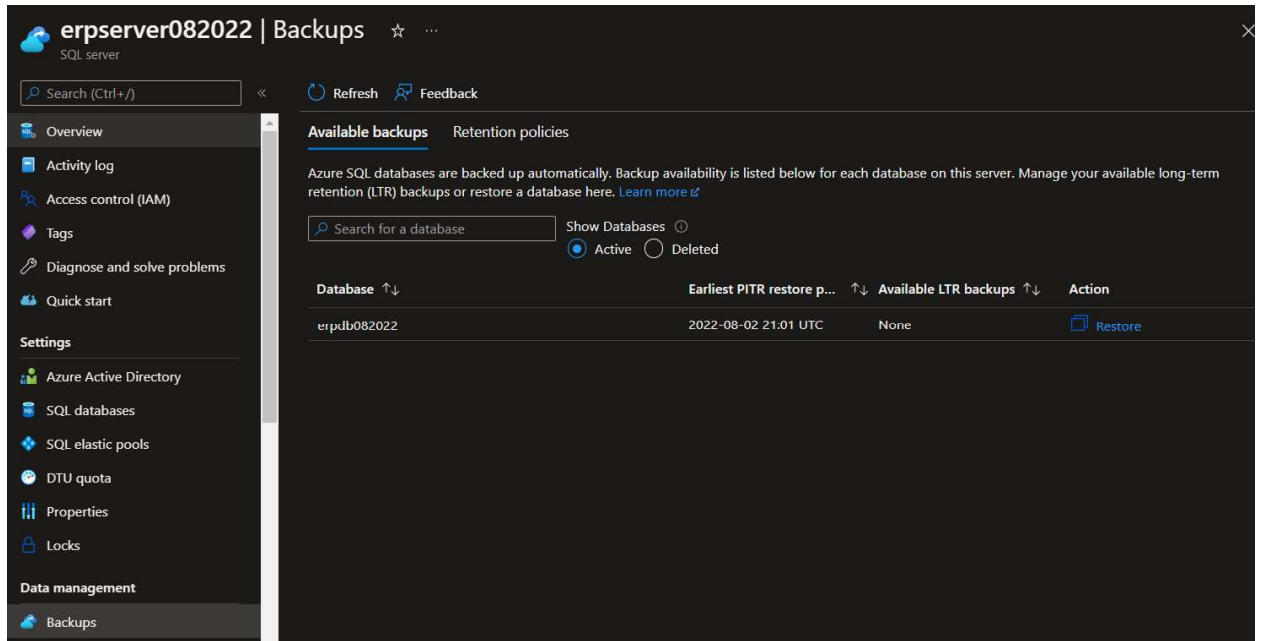 erpserver082022 | Backups
SQL server
Search (Ctrl+/)
Overview
Activity log
Access control (IAM)
Tags
Diagnose and solve problems
Quick start
Settings
Azure Active Directory
SQL databases
SQL elastic pools
DTU quota
Properties
Locks
Data management
Backups
Refresh Feedback
Available backups Retention policies
Azure SQL databases are backed up automatically. Backup availability is listed below for each database on this server. Manage your available long-term
retention (LTR) backups or restore a database here. Learn more
Search for a database
Show Databases
Active Deleted
Database Earliest PITR restore p... Available LTR backups Action
erpdb082022 2022-08-02 21:01 UTC None Restore